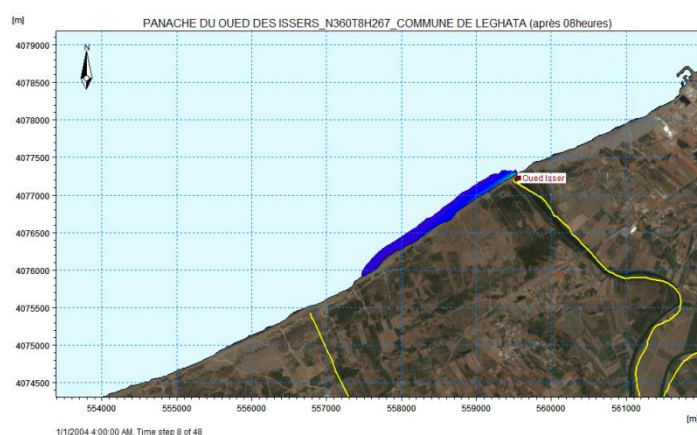 PANACHE DU OUED DES ISSERS_N360T8H267_COMMUNE DE LEGHATA (après 08heures)
[m]
4079000
N
4078500
4078000
4077500
4077000
Oued Isser
4076500
4076000
4075500
4075000
4074500
554000 555000 556000 557000 558000 559000 560000 561000
[m]
1/1/2004 4:00:00 AM, Time step 8 of 48